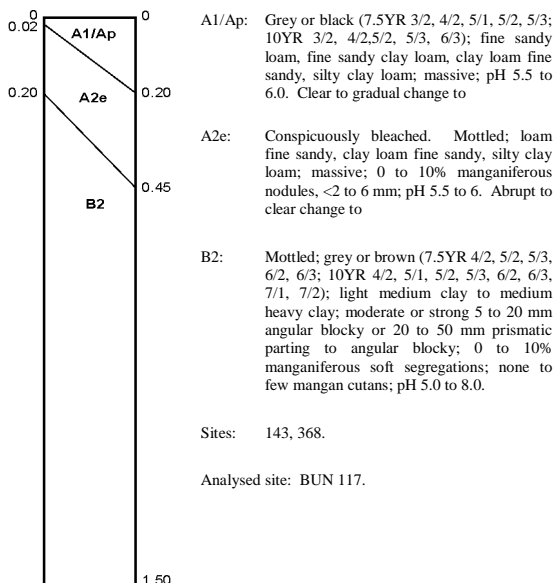 0
0.02
0.20
A1/Ap
A2e
B2
0
0.20
0.45
1.50
A1/Ap: Grey or black (7.5YR 3/2, 4/2, 5/1, 5/2, 5/3;
10YR 3/2, 4/2,5/2, 5/3, 6/3); fine sandy
loam, fine sandy clay loam, clay loam fine
sandy, silty clay loam; massive; pH 5.5 to
6.0. Clear to gradual change to
A2e: Conspicuously bleached. Mottled; loam
fine sandy, clay loam fine sandy, silty clay
loam; massive; 0 to 10% manganiferous
nodules, <2 to 6 mm; pH 5.5 to 6. Abrupt to
clear change to
B2: Mottled; grey or brown (7.5YR 4/2, 5/2, 5/3,
6/2, 6/3; 10YR 4/2, 5/1, 5/2, 5/3, 6/2, 6/3,
7/1, 7/2); light medium clay to medium
heavy clay; moderate or strong 5 to 20 mm
angular blocky or 20 to 50 mm prismatic
parting to angular blocky; 0 to 10%
manganiferous soft segregations; none to
few mangan cutans; pH 5.0 to 8.0.
Sites: 143, 368.
Analysed site: BUN 117.